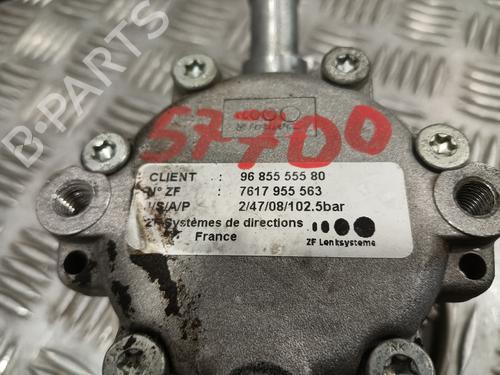 57700
CLIENT : 96 855 555 80
N° ZF : 7617 955 563
I/S/A/P 2/47/08/102.5bar
ZF Systèmes de directions
France
ZF Lenksysteme
B-PARTS